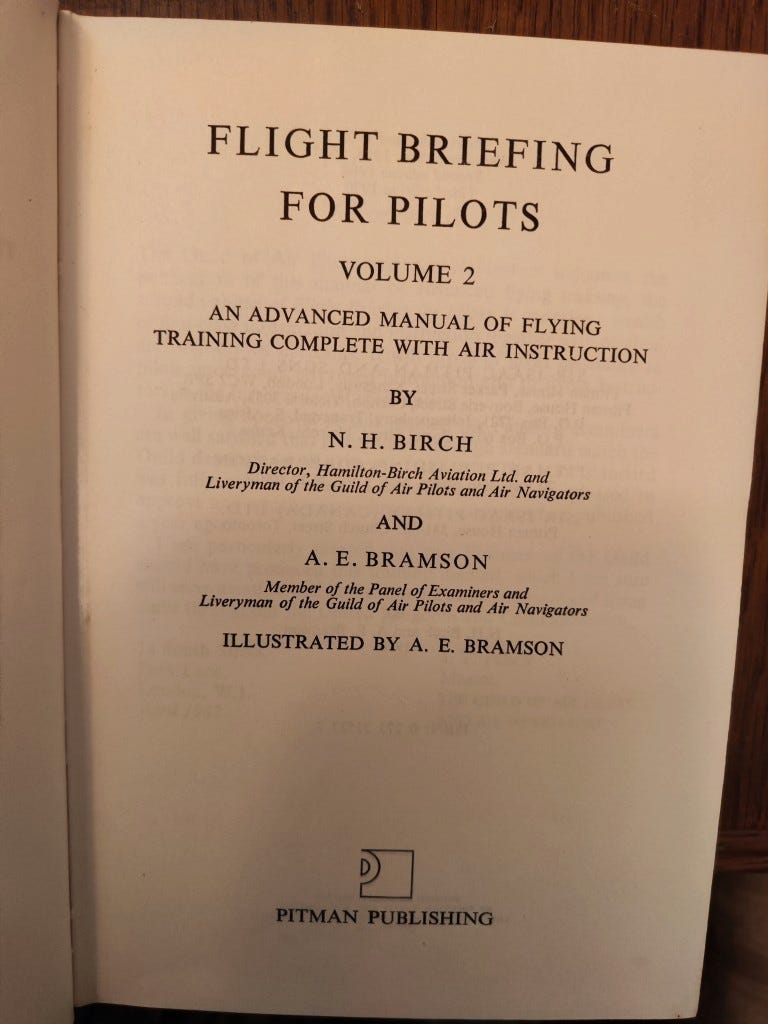 FLIGHT BRIEFING
FOR PILOTS
VOLUME 2
AN ADVANCED MANUAL OF FLYING
TRAINING COMPLETE WITH AIR INSTRUCTION
BY
N. H. BIRCH
Director, Hamilton-Birch Aviation Ltd. and
Liveryman of the Guild of Air Pilots and Air Navigators
AND
A. E. BRAMSON
Member of the Panel of Examiners and
Liveryman of the Guild of Air Pilots and Air Navigators
ILLUSTRATED BY A. E. BRAMSON
PITMAN PUBLISHING